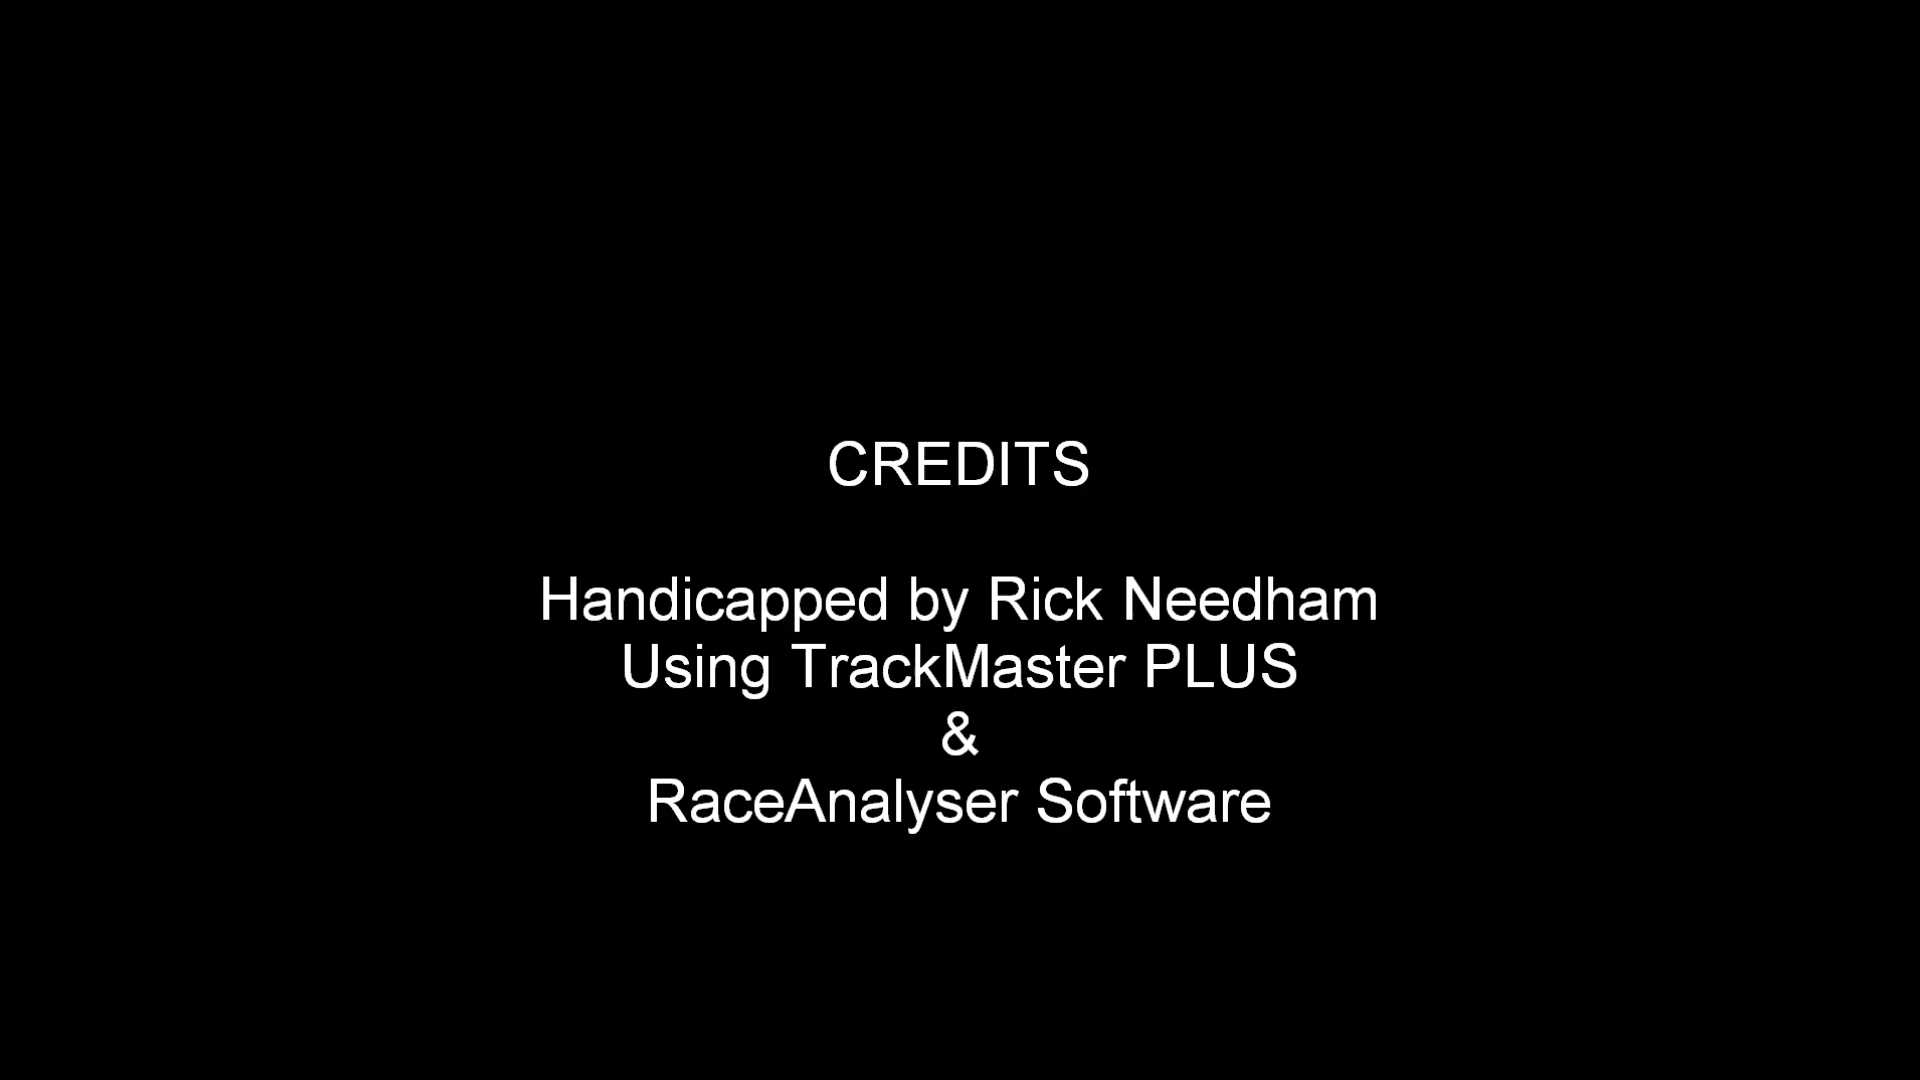 CREDITS
Handicapped by Rick Needham
Using TrackMaster PLUS
&
RaceAnalyser Software